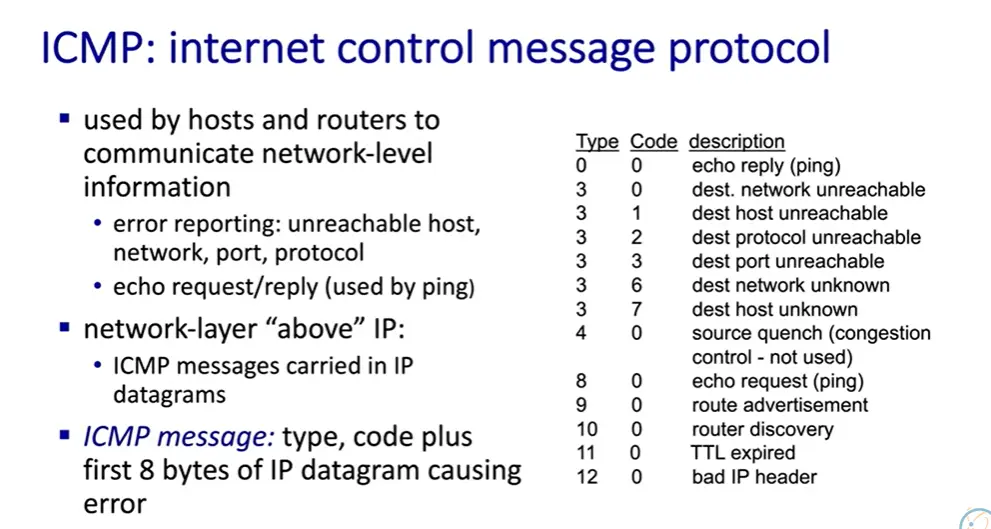 ICMP: internet control message protocol
▪ used by hosts and routers to
communicate network-level
information
• error reporting: unreachable host,
network, port, protocol
• echo request/reply (used by ping)
▪ network-layer “above” IP:
• ICMP messages carried in IP
datagrams
▪ ICMP message: type, code plus
first 8 bytes of IP datagram causing
error
Type Code description
0 0 echo reply (ping)
3 0 dest. network unreachable
3 1 dest host unreachable
3 2 dest protocol unreachable
3 3 dest port unreachable
3 6 dest network unknown
3 7 dest host unknown
4 0 source quench (congestion
control - not used)
8 0 echo request (ping)
9 0 route advertisement
10 0 router discovery
11 0 TTL expired
12 0 bad IP header